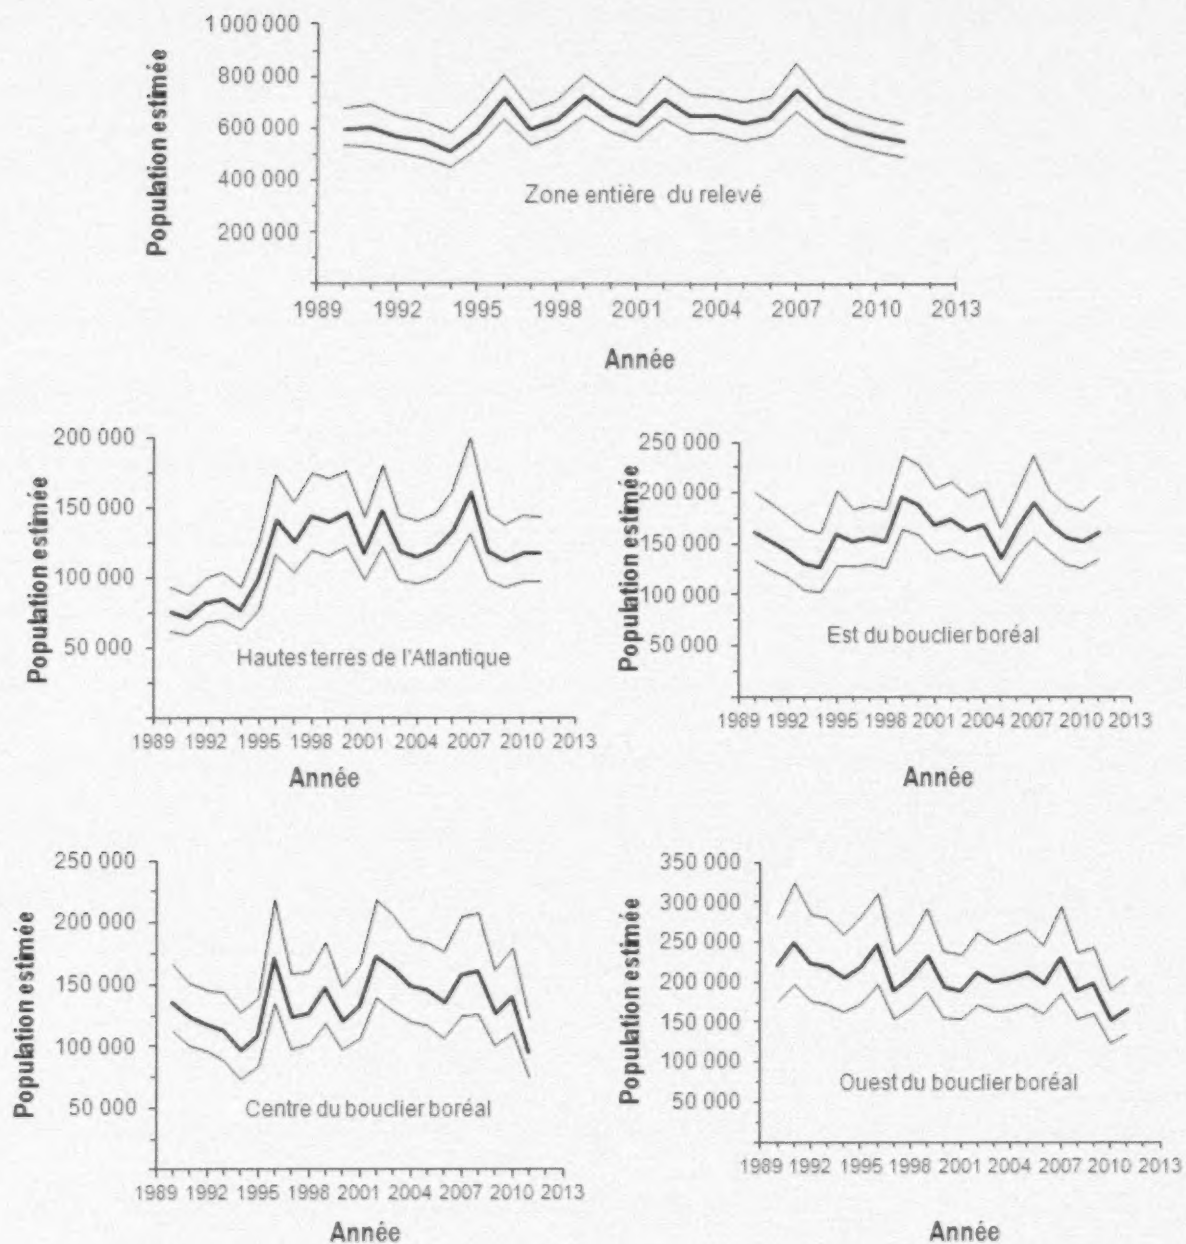 1 000 000
800 000
600 000
400 000
200 000
Population estimée
Zone entière du relevé
1989 1992 1995 1998 2001 2004 2007 2010 2013
Année
200 000
150 000
100 000
50 000
Population estimée
Hautes terres de l'Atlantique
1989 1992 1995 1998 2001 2004 2007 2010 2013
Année
250 000
200 000
150 000
100 000
50 000
Population estimée
Est du bouclier boréal
1989 1992 1995 1998 2001 2004 2007 2010 2013
Année
250 000
200 000
150 000
100 000
50 000
Population estimée
Centre du bouclier boréal
1989 1992 1995 1998 2001 2004 2007 2010 2013
Année
350 000
300 000
250 000
200 000
150 000
100 000
50 000
Population estimée
Ouest du bouclier boréal
1989 1992 1995 1998 2001 2004 2007 2010 2013
Année